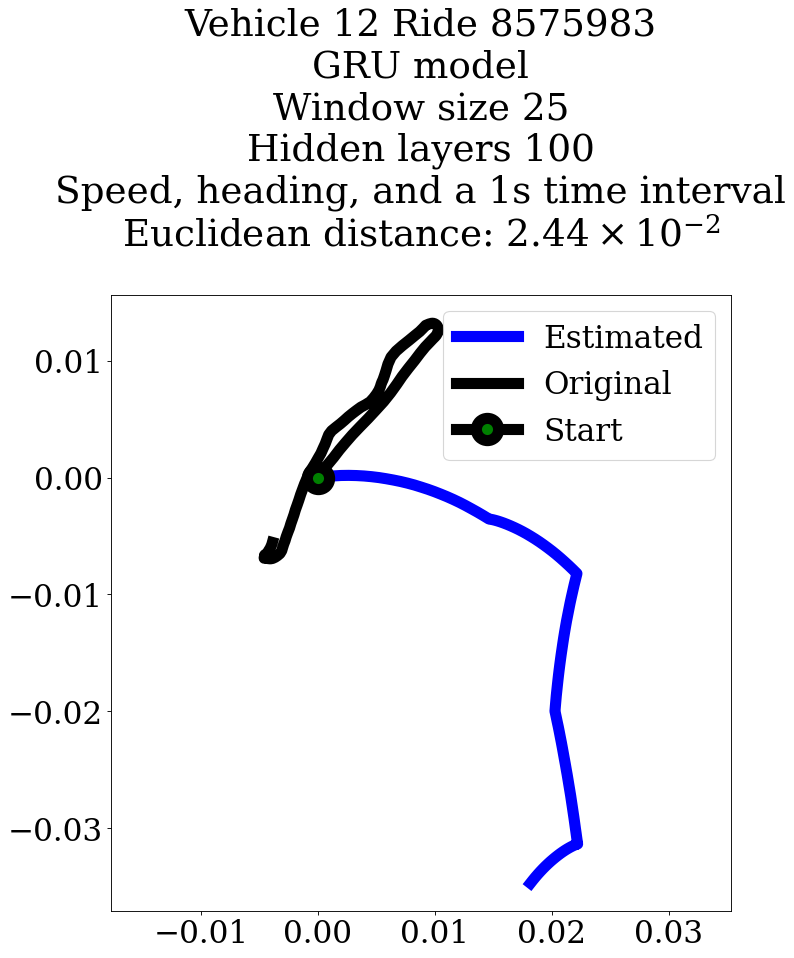 Vehicle 12 Ride 8575983
GRU model
Window size 25
Hidden layers 100
Speed, heading, and a 1s time interval
Euclidean distance: 2.44 × 10⁻²
Estimated
Original
Start
0.01
0.00
−0.01
−0.02
−0.03
−0.01 0.00 0.01 0.02 0.03